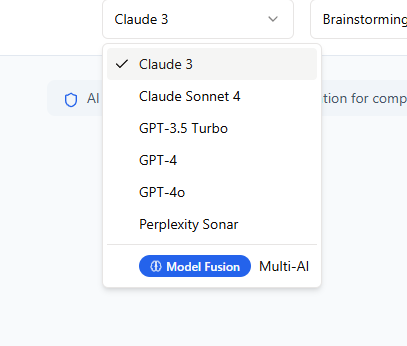 Claude 3
Brainstorming
Claude 3
AI
Claude Sonnet 4
tion for comp
GPT-3.5 Turbo
GPT-4
GPT-4o
Perplexity Sonar
Model Fusion Multi-AI